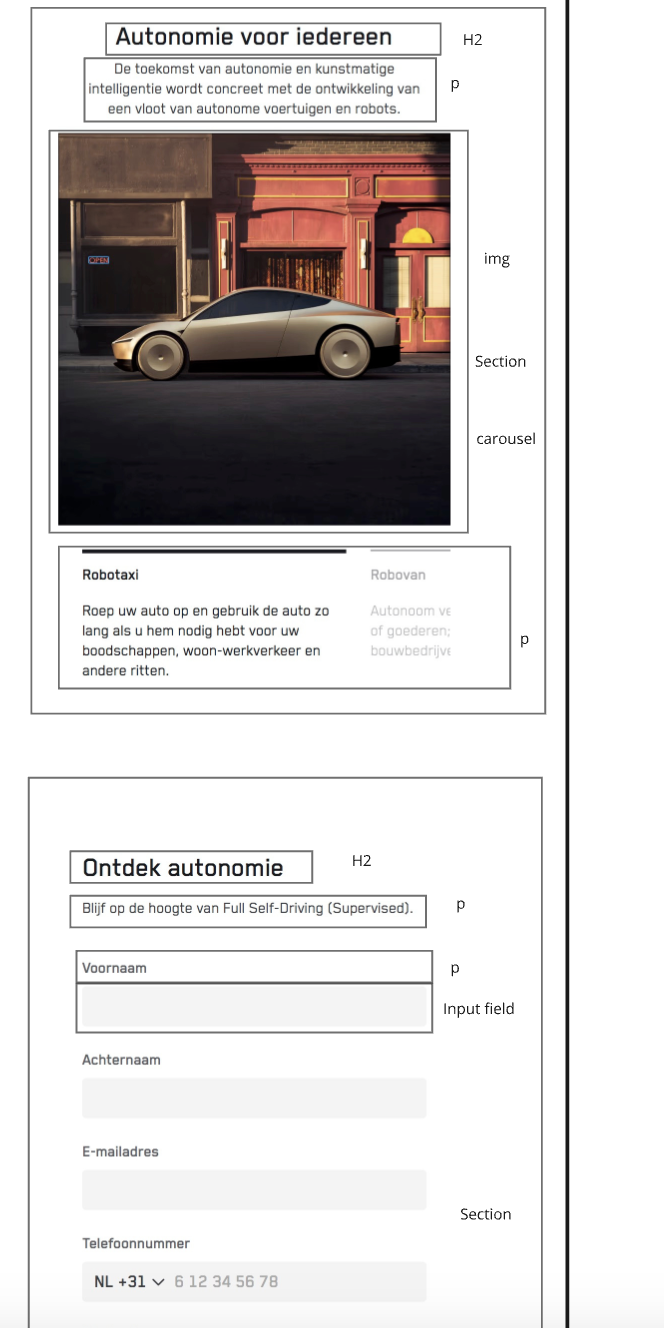 Autonomie voor iedereen
H2
De toekomst van autonomie en kunstmatige
intelligentie wordt concreet met de ontwikkeling van
een vloot van autonome voertuigen en robots.
p
OPEN
img
Section
carousel
Robotaxi
Roep uw auto op en gebruik de auto zo
lang als u hem nodig hebt voor uw
boodschappen, woon-werkverkeer en
andere ritten.
Robovan
Autonoom ve
of goederen;
bouwbedrijve
p
Ontdek autonomie
H2
Blijf op de hoogte van Full Self-Driving (Supervised).
p
Voornaam
p
Input field
Achternaam
E-mailadres
Section
Telefoonnummer
NL +31 6 12 34 56 78